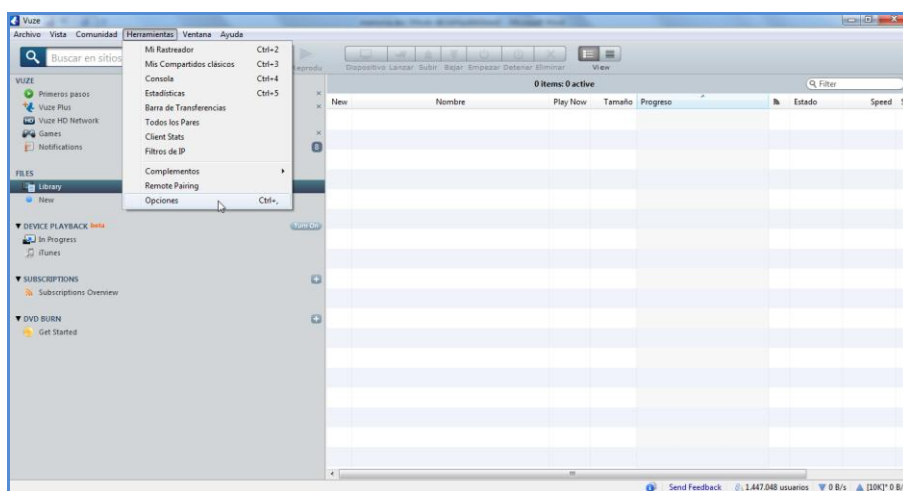 Vuze
Archivo Vista Comunidad Herramientas Ventana Ayuda
Buscar en sitios
Mi Rastreador Ctrl+2
Mis Compartidos clásicos Ctrl+3
Consola Ctrl+4
Estadísticas Ctrl+5
Barra de Transferencias
Todos los Pares
Client Stats
Filtros de IP
Complementos
Remote Pairing
Opciones Ctrl+,
Dispositivo Lanzar Subir Bajar Empezar Detener Eliminar View
VUZE
Primeros pasos
Vuze Plus
Vuze HD Network
Games
Notifications 8
FILES
Library
New
DEVICE PLAYBACK beta Turn On
In Progress
iTunes
SUBSCRIPTIONS
Subscriptions Overview
DVD BURN
Get Started
0 items: 0 active
Filter
New Nombre Play Now Tamaño Progreso Estado Speed
Send Feedback 1.447.048 usuarios 0 B/s [10K]* 0 B/